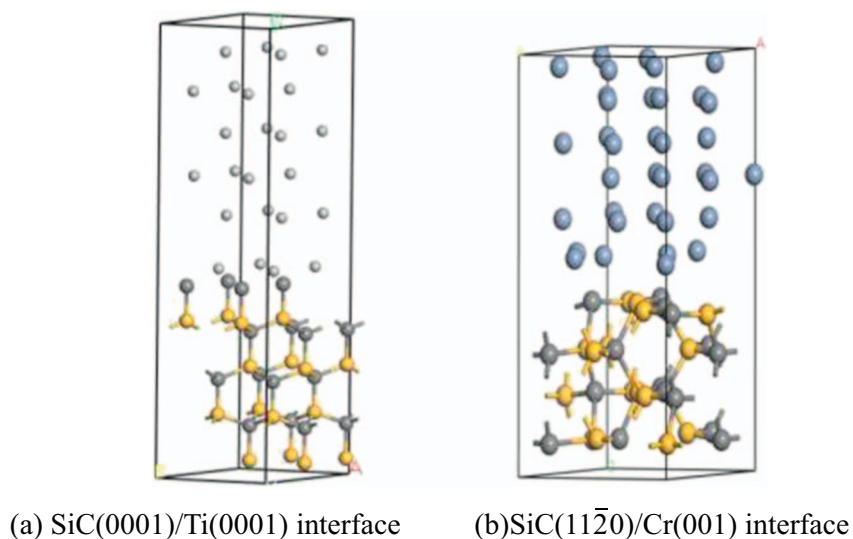 A
(a) SiC(0001)/Ti(0001) interface
(b)SiC(112̄0)/Cr(001) interface